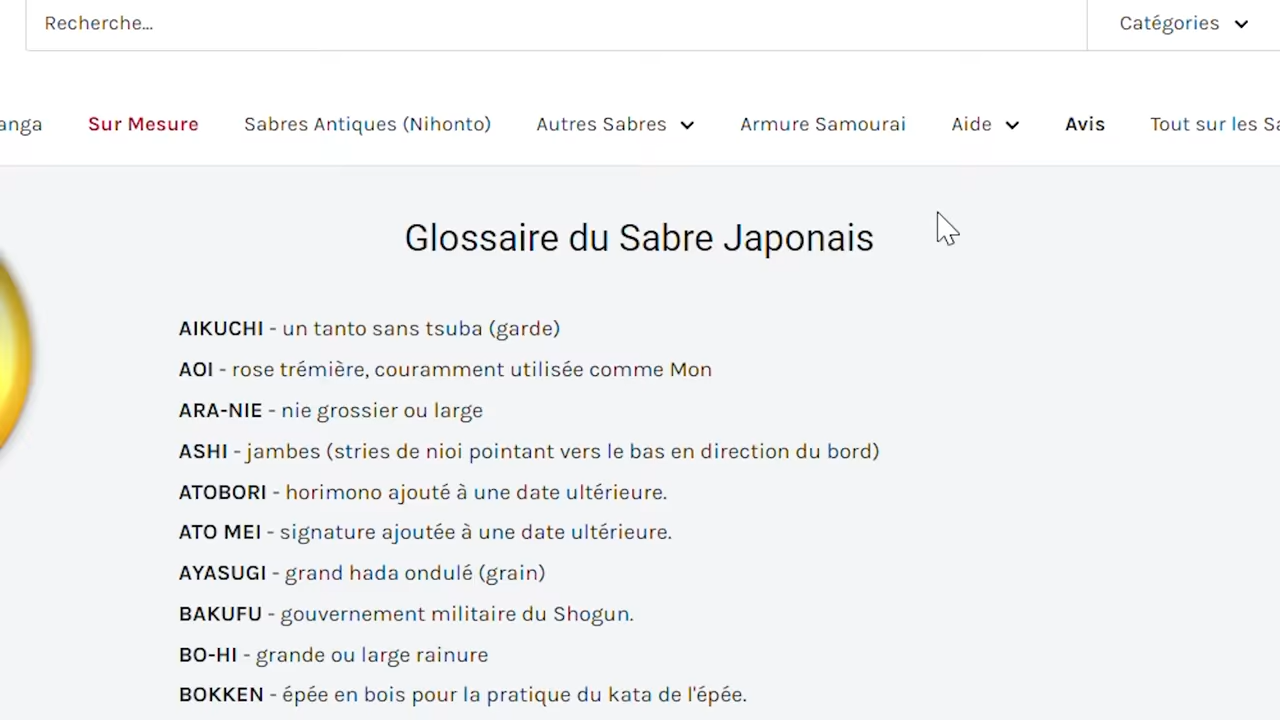 Recherche...
Catégories
anga Sur Mesure Sabres Antiques (Nihonto) Autres Sabres Armure Samourai Aide Avis Tout sur les Sa
Glossaire du Sabre Japonais
AIKUCHI - un tanto sans tsuba (garde)
AOI - rose trémière, couramment utilisée comme Mon
ARA-NIE - nie grossier ou large
ASHI - jambes (stries de nioi pointant vers le bas en direction du bord)
ATOBORI - horimono ajouté à une date ultérieure.
ATO MEI - signature ajoutée à une date ultérieure.
AYASUGI - grand hada ondulé (grain)
BAKUFU - gouvernement militaire du Shogun.
BO-HI - grande ou large rainure
BOKKEN - épée en bois pour la pratique du kata de l'épée.